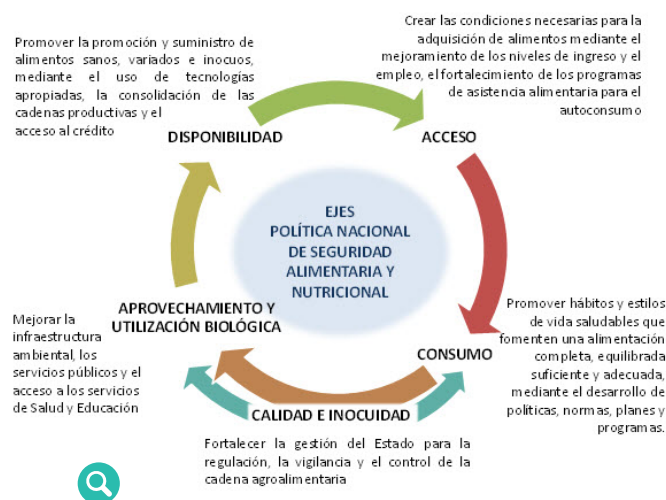 Promover la promoción y suministro de
alimentos sanos, variados e inocuos,
mediante el uso de tecnologías
apropiadas, la consolidación de las
cadenas productivas y el
acceso al crédito
DISPONIBILIDAD
Crear las condiciones necesarias para la
adquisición de alimentos mediante el
mejoramiento de los niveles de ingreso y el
empleo, el fortalecimiento de los programas
de asistencia alimentaria para el
autoconsumo
ACCESO
EJES
POLÍTICA NACIONAL
DE SEGURIDAD
ALIMENTARIA Y
NUTRICIONAL
Promover hábitos y estilos
de vida saludables que
fomenten una alimentación
completa, equilibrada
suficiente y adecuada,
mediante el desarrollo de
políticas, normas, planes y
programas.
CONSUMO
APROVECHAMIENTO Y
UTILIZACIÓN BIOLÓGICA
Mejorar la
infraestructura
ambiental, los
servicios públicos y el
acceso a los servicios
de Salud y Educación
CALIDAD E INOCUIDAD
Fortalecer la gestión del Estado para la
regulación, la vigilancia y el control de la
cadena agroalimentaria